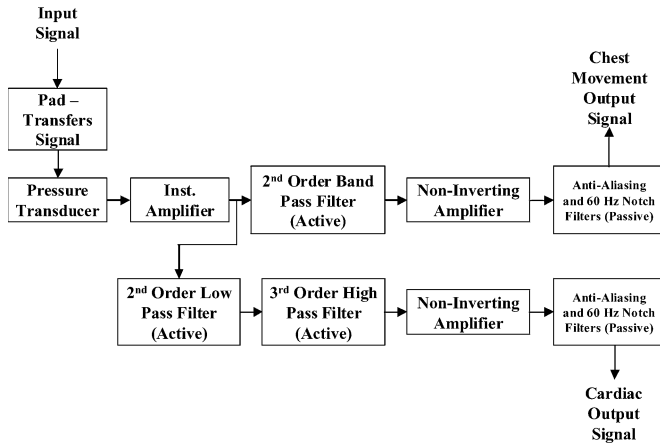 Input
Signal
Chest
Movement
Output
Signal
Pad –
Transfers
Signal
Pressure
Transducer
Inst.
Amplifier
2nd Order Band
Pass Filter
(Active)
Non-Inverting
Amplifier
Anti-Aliasing
and 60 Hz Notch
Filters (Passive)
2nd Order Low
Pass Filter
(Active)
3rd Order High
Pass Filter
(Active)
Non-Inverting
Amplifier
Anti-Aliasing
and 60 Hz Notch
Filters (Passive)
Cardiac
Output
Signal